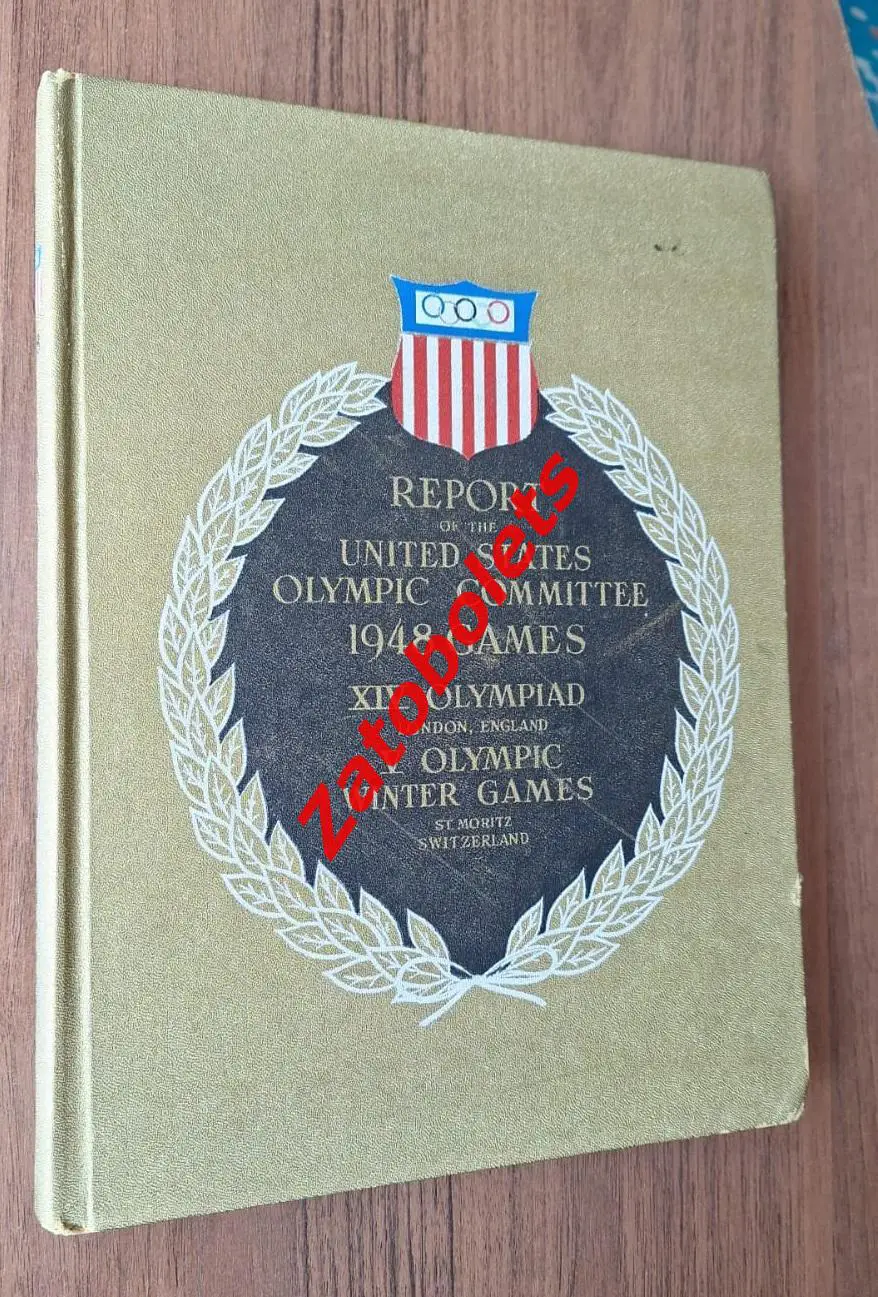 REPORT
OF THE
UNITED STATES
OLYMPIC COMMITTEE
1948 GAMES
XIV OLYMPIAD
LONDON, ENGLAND
V OLYMPIC
WINTER GAMES
ST. MORITZ
SWITZERLAND
Zatobolets